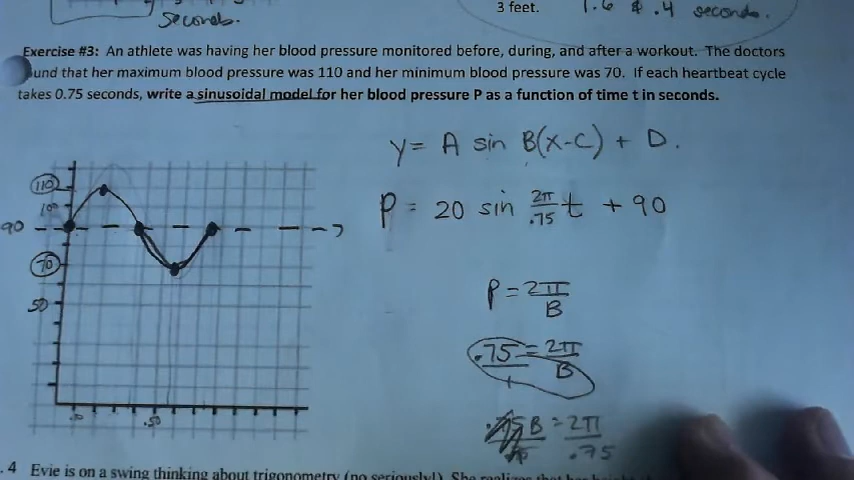 Seconds.
3 feet. 1.6 & .4 seconds.
Exercise #3: An athlete was having her blood pressure monitored before, during, and after a workout. The doctors
und that her maximum blood pressure was 110 and her minimum blood pressure was 70. If each heartbeat cycle
takes 0.75 seconds, write a sinusoidal model for her blood pressure P as a function of time t in seconds.
y= A sin B(x-C) + D.
P = 20 sin 2π/.75 t + 90
110
100
90
70
50
.50
P = 2π/B
.75/1 = 2π/B
.75B = 2π/.75
. 4 Evie is on a swing thinking about trigonometry (no seriously!). She realizes that her height